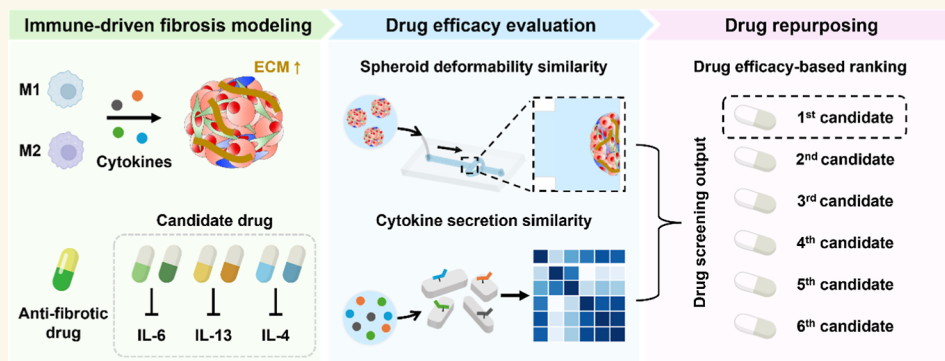 Immune-driven fibrosis modeling
M1
M2
Cytokines
ECM ↑
Candidate drug
Anti-fibrotic
drug
IL-6
IL-13
IL-4
Drug efficacy evaluation
Spheroid deformability similarity
Cytokine secretion similarity
Drug repurposing
Drug efficacy-based ranking
Drug screening output
1st candidate
2nd candidate
3rd candidate
4th candidate
5th candidate
6th candidate